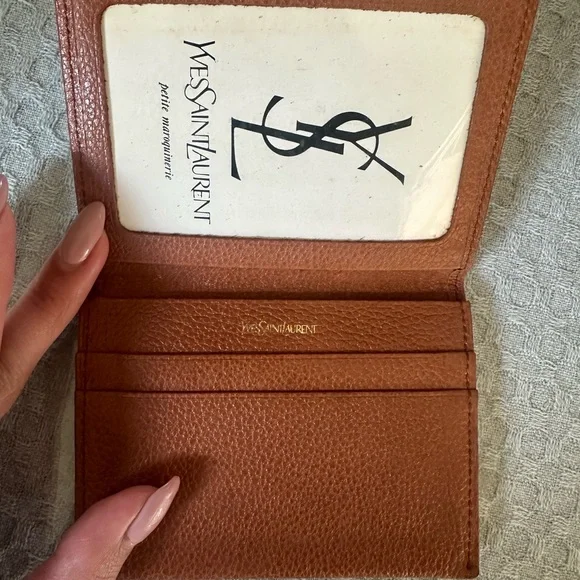 YSL
YVESSAINTLAURENT
petite maroquinerie
YVESSAINTLAURENT